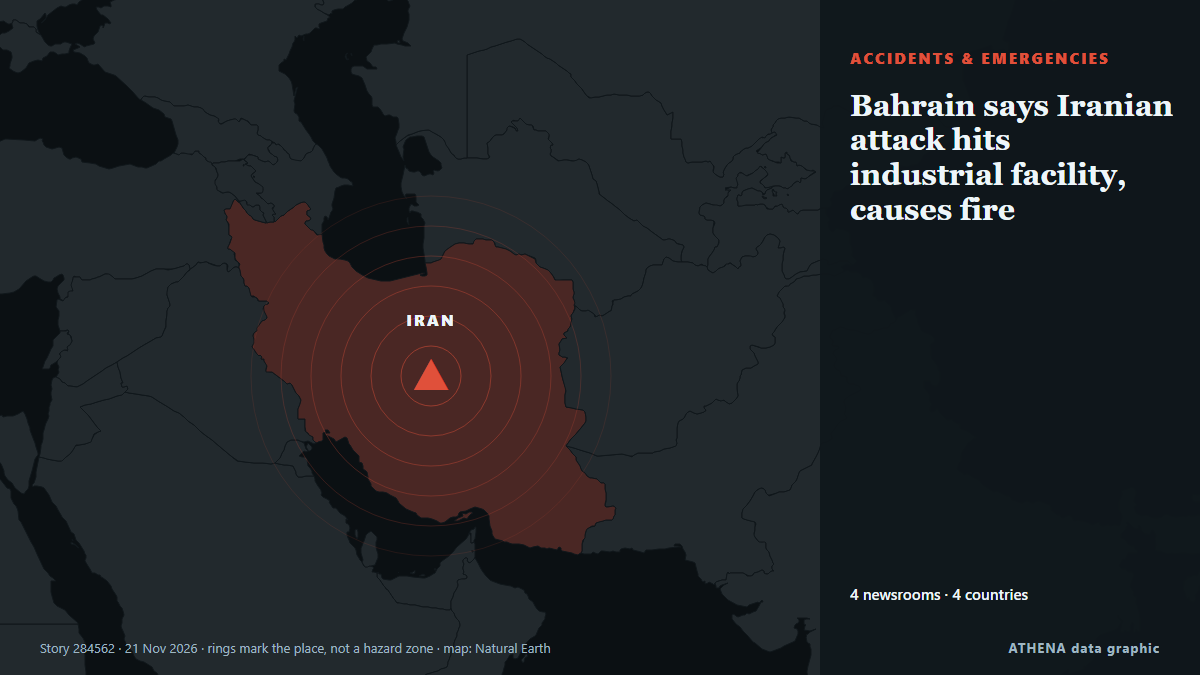 ACCIDENTS & EMERGENCIES
Bahrain says Iranian
attack hits
industrial facility,
causes fire
IRAN
4 newsrooms · 4 countries
Story 284562 · 21 Nov 2026 · rings mark the place, not a hazard zone · map: Natural Earth
ATHENA data graphic